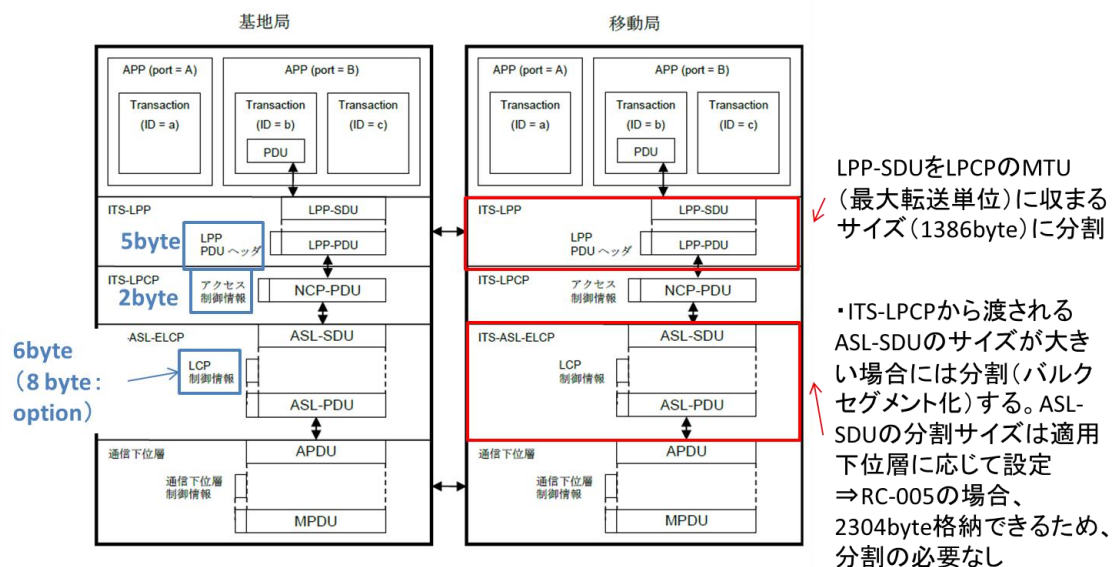 基地局
APP (port = A)
APP (port = B)
Transaction
(ID = a)
Transaction
(ID = b)
PDU
Transaction
(ID = c)
ITS-LPP
LPP-SDU
5byte
LPP
PDU ヘッダ
LPP-PDU
ITS-LPCP
2byte
アクセス
制御情報
NCP-PDU
-ASL-ELCP
ASL-SDU
6byte
(8 byte:
option)
LCP
制御情報
ASL-PDU
通信下位層
APDU
通信下位層
制御情報
MPDU
移動局
APP (port = A)
APP (port = B)
Transaction
(ID = a)
Transaction
(ID = b)
PDU
Transaction
(ID = c)
ITS-LPP
LPP-SDU
LPP
PDU ヘッダ
LPP-PDU
ITS-LPCP
アクセス
制御情報
NCP-PDU
ITS-ASL-ELCP
ASL-SDU
LCP
制御情報
ASL-PDU
通信下位層
APDU
通信下位層
制御情報
MPDU
LPP-SDUをLPCPのMTU
(最大転送単位)に収まる
サイズ(1386byte)に分割
・ITS-LPCPから渡される
ASL-SDUのサイズが大き
い場合には分割(バルク
セグメント化)する。ASL-
SDUの分割サイズは適用
下位層に応じて設定
⇒RC-005の場合、
2304byte格納できるため、
分割の必要なし